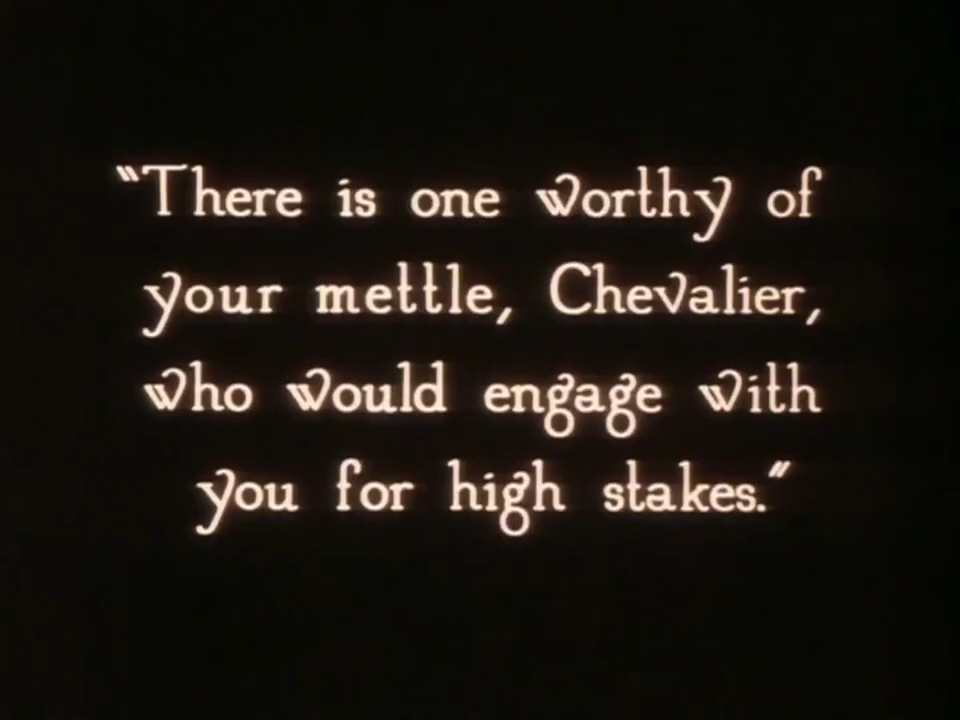 "There is one worthy of
your mettle, Chevalier,
who would engage with
you for high stakes."